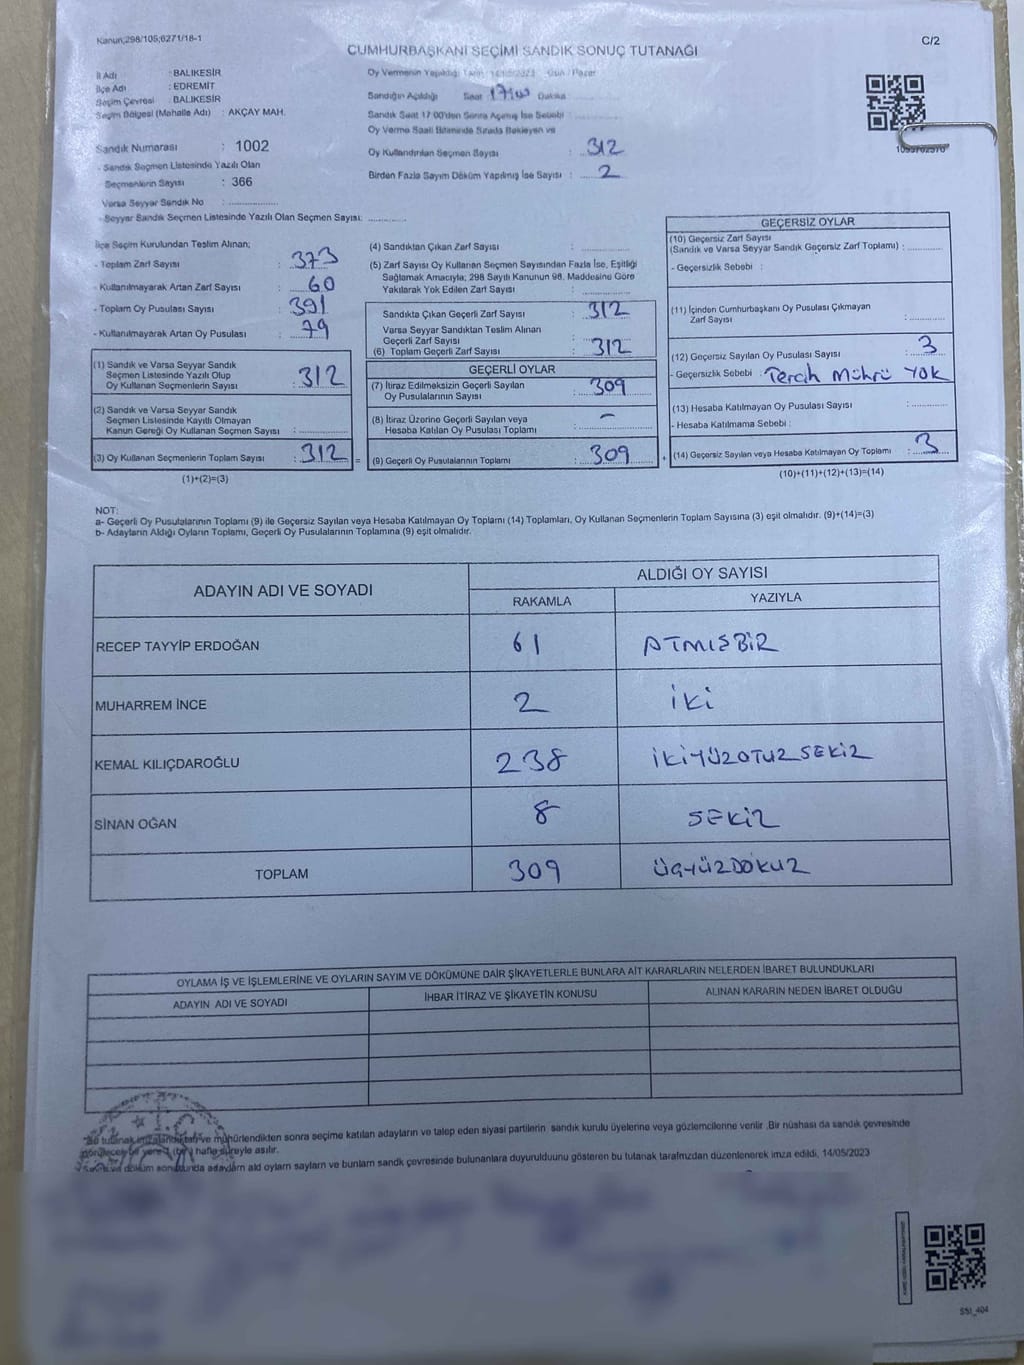 Kanun;298/105;6271/18-1
C/2
CUMHURBAŞKANI SEÇİMİ SANDIK SONUÇ TUTANAĞI
İl Adı : BALIKESİR
İlçe Adı : EDREMİT
Seçim Çevresi : BALIKESİR
Seçim Bölgesi (Mahalle Adı) : AKÇAY MAH.
Sandık Numarası : 1002
- Sandık Seçmen Listesinde Yazılı Olan
Seçmenlerin Sayısı : 366
Varsa Seyyar Sandık No :
- Seyyar Sandık Seçmen Listesinde Yazılı Olan Seçmen Sayısı:
Oy Vermenin Yapıldığı Gün : Pazar
Sandığın Açıldığı Saat 17:00 Dakika
Sandık Saat 17:00'den Sonra Açılmış İse Sebebi :
Oy Verme Saati Bitiminde Sırada Bekleyen ve
Oy Kullandırılan Seçmen Sayısı : 312
Birden Fazla Sayım Döküm Yapılmış İse Sayısı : 2
İlçe Seçim Kurulundan Teslim Alınan;
- Toplam Zarf Sayısı : 373
- Kullanılmayarak Artan Zarf Sayısı : 60
- Toplam Oy Pusulası Sayısı : 391
- Kullanılmayarak Artan Oy Pusulası : 79
(1) Sandık ve Varsa Seyyar Sandık
Seçmen Listesinde Yazılı Olup
Oy Kullanan Seçmenlerin Sayısı : 312
(2) Sandık ve Varsa Seyyar Sandık
Seçmen Listesinde Kayıtlı Olmayan
Kanun Gereği Oy Kullanan Seçmen Sayısı :
(3) Oy Kullanan Seçmenlerin Toplam Sayısı : 312 =
(1)+(2)=(3)
(4) Sandıktan Çıkan Zarf Sayısı :
(5) Zarf Sayısı Oy Kullanan Seçmen Sayısından Fazla İse, Eşitliği
Sağlamak Amacıyla; 298 Sayılı Kanunun 98. Maddesine Göre
Yakılarak Yok Edilen Zarf Sayısı :
Sandıkta Çıkan Geçerli Zarf Sayısı : 312
Varsa Seyyar Sandıktan Teslim Alınan
Geçerli Zarf Sayısı :
(6) Toplam Geçerli Zarf Sayısı : 312
GEÇERLİ OYLAR
(7) İtiraz Edilmeksizin Geçerli Sayılan
Oy Pusulalarının Sayısı : 309
(8) İtiraz Üzerine Geçerli Sayılan veya
Hesaba Katılan Oy Pusulası Toplamı : –
(9) Geçerli Oy Pusulalarının Toplamı : 309
GEÇERSİZ OYLAR
(10) Geçersiz Zarf Sayısı
(Sandık ve Varsa Seyyar Sandık Geçersiz Zarf Toplamı) :
- Geçersizlik Sebebi :
(11) İçinden Cumhurbaşkanı Oy Pusulası Çıkmayan
Zarf Sayısı :
(12) Geçersiz Sayılan Oy Pusulası Sayısı : 3
- Geçersizlik Sebebi : Tercih Mührü Yok
(13) Hesaba Katılmayan Oy Pusulası Sayısı :
- Hesaba Katılmama Sebebi :
+ (14) Geçersiz Sayılan veya Hesaba Katılmayan Oy Toplamı : 3
(10)+(11)+(12)+(13)=(14)
NOT:
a- Geçerli Oy Pusulalarının Toplamı (9) ile Geçersiz Sayılan veya Hesaba Katılmayan Oy Toplamı (14) Toplamları, Oy Kullanan Seçmenlerin Toplam Sayısına (3) eşit olmalıdır. (9)+(14)=(3)
b- Adayların Aldığı Oyların Toplamı, Geçerli Oy Pusulalarının Toplamına (9) eşit olmalıdır.
ADAYIN ADI VE SOYADI
ALDIĞI OY SAYISI
RAKAMLA YAZIYLA
RECEP TAYYİP ERDOĞAN 61 ATMIŞBİR
MUHARREM İNCE 2 İKİ
KEMAL KILIÇDAROĞLU 238 İKİYÜZOTUZSEKİZ
SİNAN OĞAN 8 SEKİZ
TOPLAM 309 ÜÇYÜZDOKUZ
OYLAMA İŞ VE İŞLEMLERİNE VE OYLARIN SAYIM VE DÖKÜMÜNE DAİR ŞİKAYETLERLE BUNLARA AİT KARARLARIN NELERDEN İBARET BULUNDUKLARI
ADAYIN ADI VE SOYADI
İHBAR İTİRAZ VE ŞİKAYETİN KONUSU
ALINAN KARARIN NEDEN İBARET OLDUĞU
*Bu tutanak imzalandıktan ve mühürlendikten sonra seçime katılan adayların ve talep eden siyasi partilerin sandık kurulu üyelerine veya gözlemcilerine verilir .Bir nüshası da sandık çevresinde
görülecek bir yere 1 (bir) hafta süreyle asılır.
döküm sonucunda adayların ald oyların sayların ve bunların sandk çevresinde bulunanlara duyurulduunu gösteren bu tutanak tarafmzdan düzenlenerek imza edildi, 14/05/2023
SSI_404